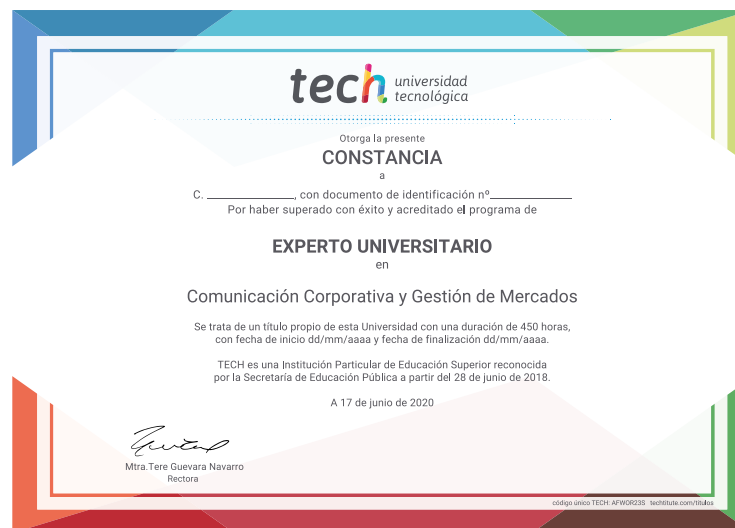 tech universidad
tecnológica
Otorga la presente
CONSTANCIA
a
C. ______________, con documento de identificación nº______________
Por haber superado con éxito y acreditado el programa de
EXPERTO UNIVERSITARIO
en
Comunicación Corporativa y Gestión de Mercados
Se trata de un título propio de esta Universidad con una duración de 450 horas,
con fecha de inicio dd/mm/aaaa y fecha de finalización dd/mm/aaaa.
TECH es una Institución Particular de Educación Superior reconocida
por la Secretaría de Educación Pública a partir del 28 de junio de 2018.
A 17 de junio de 2020
Mtra.Tere Guevara Navarro
Rectora
código único TECH: AFWOR23S techtitute.com/titulos